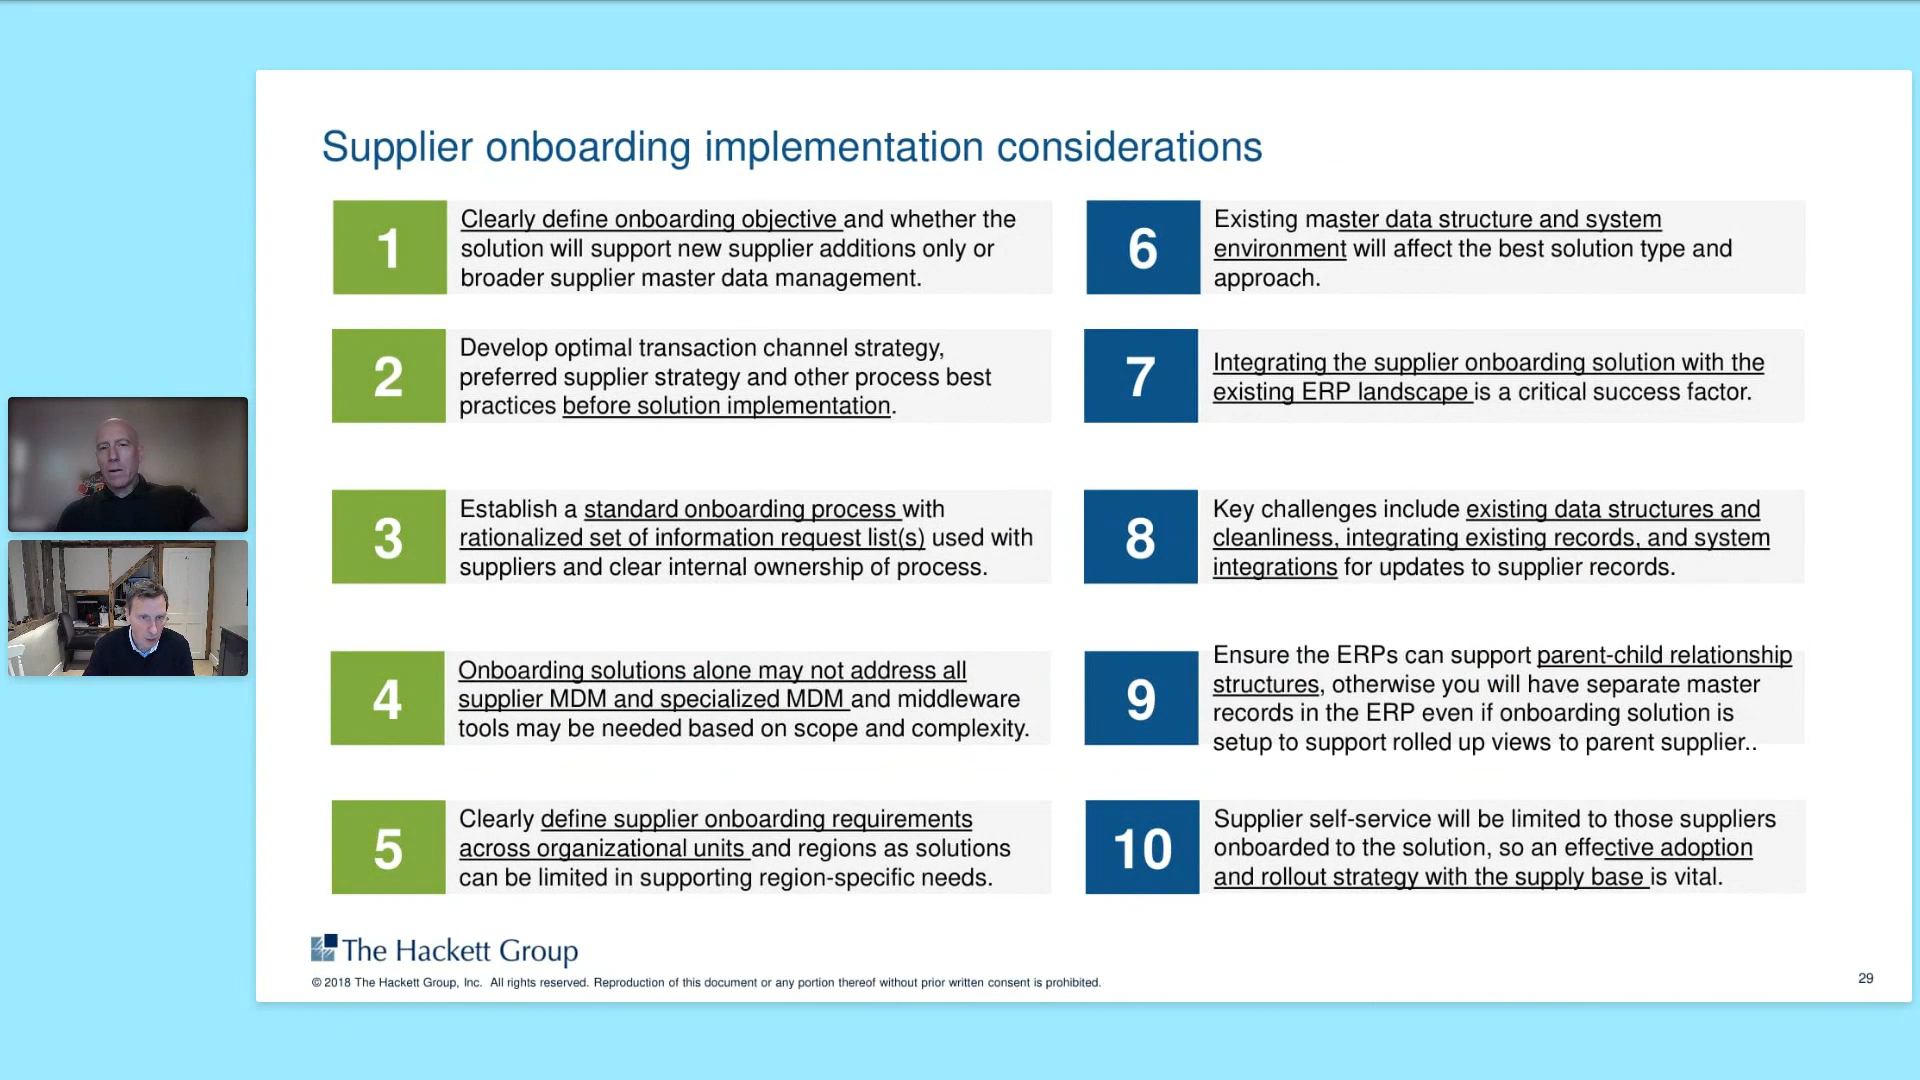 Supplier onboarding implementation considerations
1
Clearly define onboarding objective and whether the
solution will support new supplier additions only or
broader supplier master data management.
2
Develop optimal transaction channel strategy,
preferred supplier strategy and other process best
practices before solution implementation.
3
Establish a standard onboarding process with
rationalized set of information request list(s) used with
suppliers and clear internal ownership of process.
4
Onboarding solutions alone may not address all
supplier MDM and specialized MDM and middleware
tools may be needed based on scope and complexity.
5
Clearly define supplier onboarding requirements
across organizational units and regions as solutions
can be limited in supporting region-specific needs.
6
Existing master data structure and system
environment will affect the best solution type and
approach.
7
Integrating the supplier onboarding solution with the
existing ERP landscape is a critical success factor.
8
Key challenges include existing data structures and
cleanliness, integrating existing records, and system
integrations for updates to supplier records.
9
Ensure the ERPs can support parent-child relationship
structures, otherwise you will have separate master
records in the ERP even if onboarding solution is
setup to support rolled up views to parent supplier..
10
Supplier self-service will be limited to those suppliers
onboarded to the solution, so an effective adoption
and rollout strategy with the supply base is vital.
The Hackett Group
© 2018 The Hackett Group, Inc. All rights reserved. Reproduction of this document or any portion thereof without prior written consent is prohibited.
29